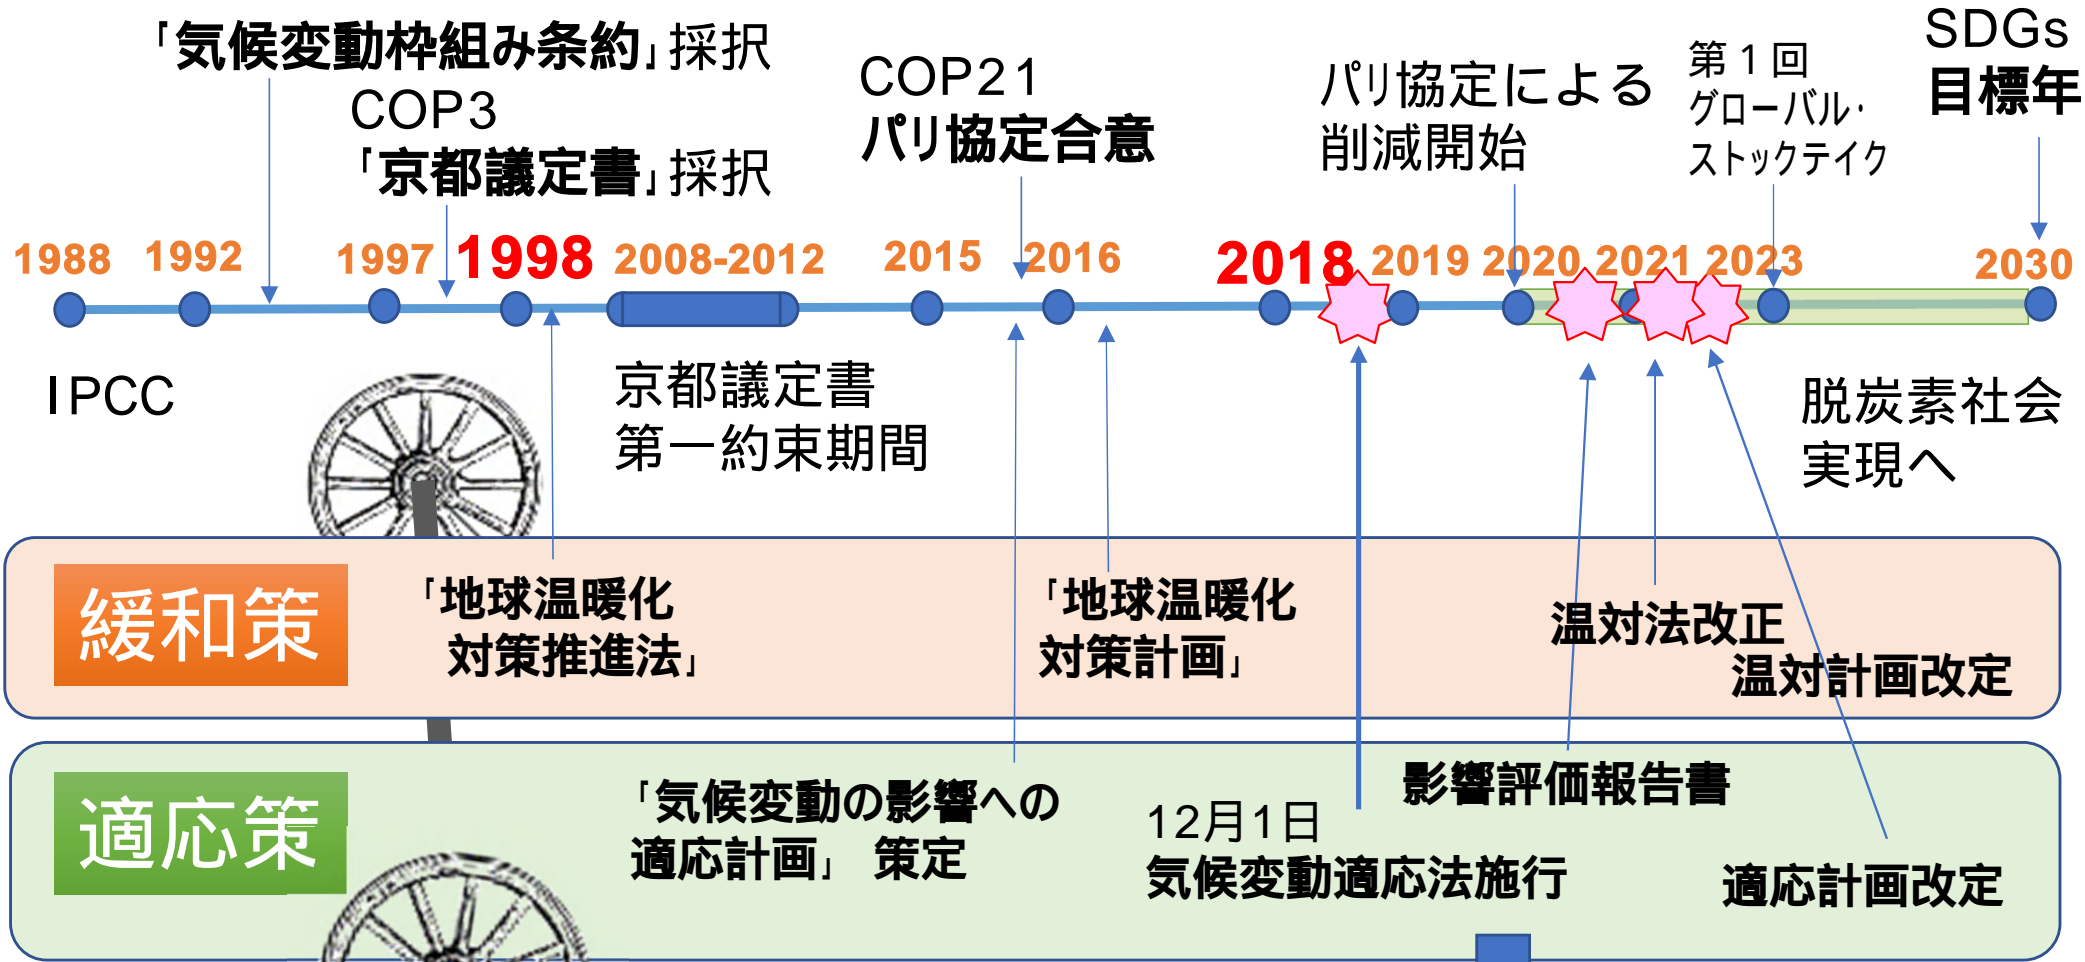 「気候変動枠組み条約」採択
COP3
「京都議定書」採択
COP21
パリ協定合意
パリ協定による
削減開始
第1回
グローバル・
ストックテイク
SDGs
目標年
1988 1992 1997 1998 2008-2012 2015 2016 2018 2019 2020 2021 2023 2030
IPCC
京都議定書
第一約束期間
脱炭素社会
実現へ
緩和策
「地球温暖化
対策推進法」
「地球温暖化
対策計画」
温対法改正
温対計画改定
適応策
「気候変動の影響への
適応計画」 策定
12月1日
気候変動適応法施行
影響評価報告書
適応計画改定